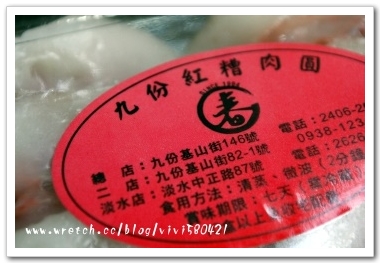 九份紅糟肉圓
總店：九份基山街146號
電話：2406-2
二店：九份基山街82-1號
0938-123
淡水店：淡水中正路87號
電話：2626
食用方法：清蒸、微油（2分鐘
賞味期限：七天
以上
www.wretch.cc/blog/vivi580421